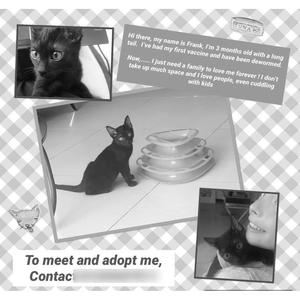 FRANK
Hi there, my name is Frank, I'm 3 months old with a long
tail. I've had my first vaccine and have been dewormed.
Now,...... I just need a family to love me forever ! I don't
take up much space and I love people, even cuddling
with kids
To meet and adopt me,
Contac